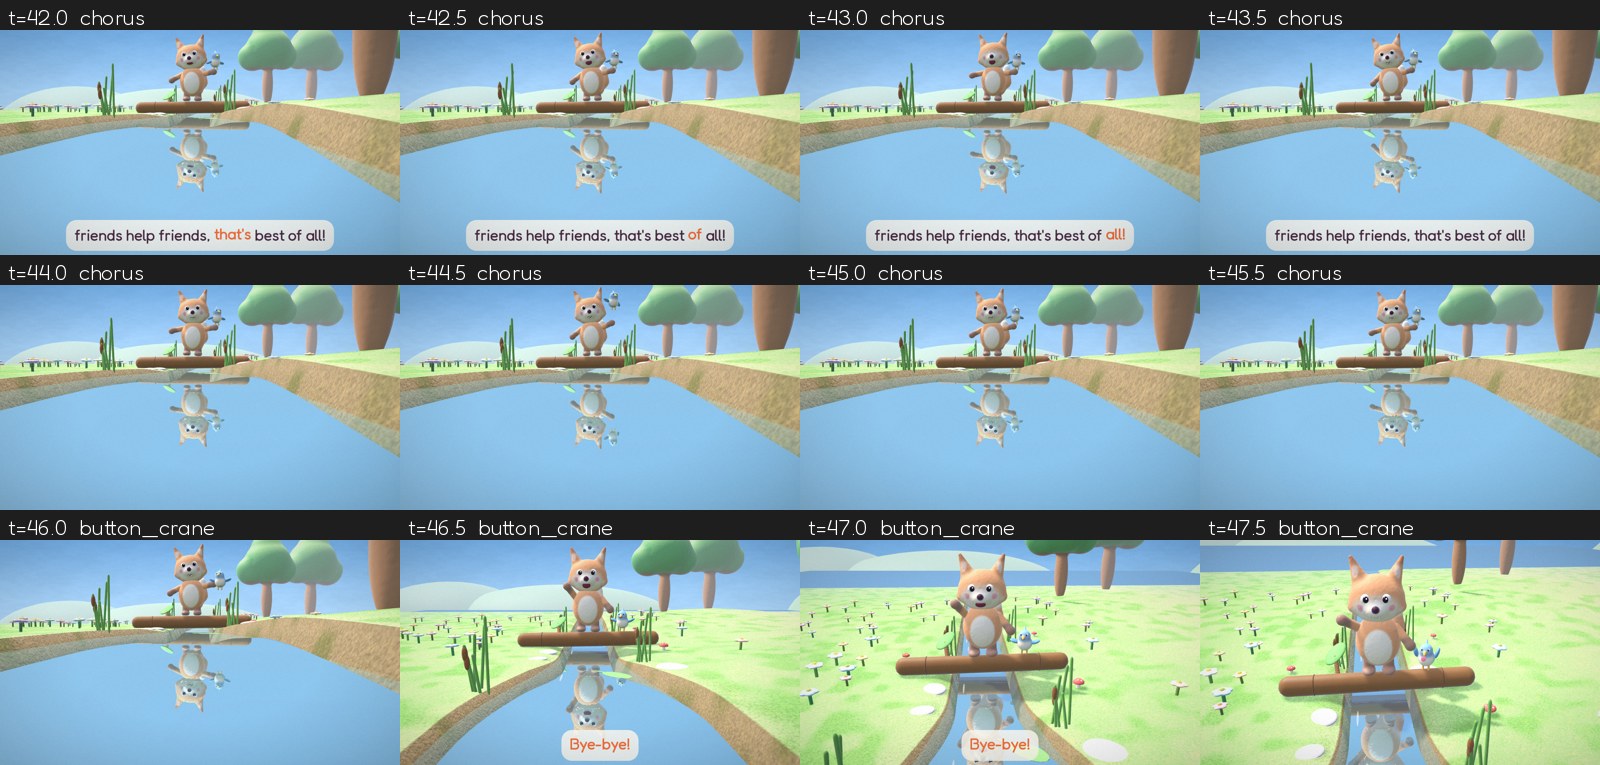 t=42.0 chorus
t=42.5 chorus
t=43.0 chorus
t=43.5 chorus
friends help friends, that's best of all!
friends help friends, that's best of all!
friends help friends, that's best of all!
friends help friends, that's best of all!
t=44.0 chorus
t=44.5 chorus
t=45.0 chorus
t=45.5 chorus
t=46.0 button_crane
t=46.5 button_crane
t=47.0 button_crane
t=47.5 button_crane
Bye-bye!
Bye-bye!